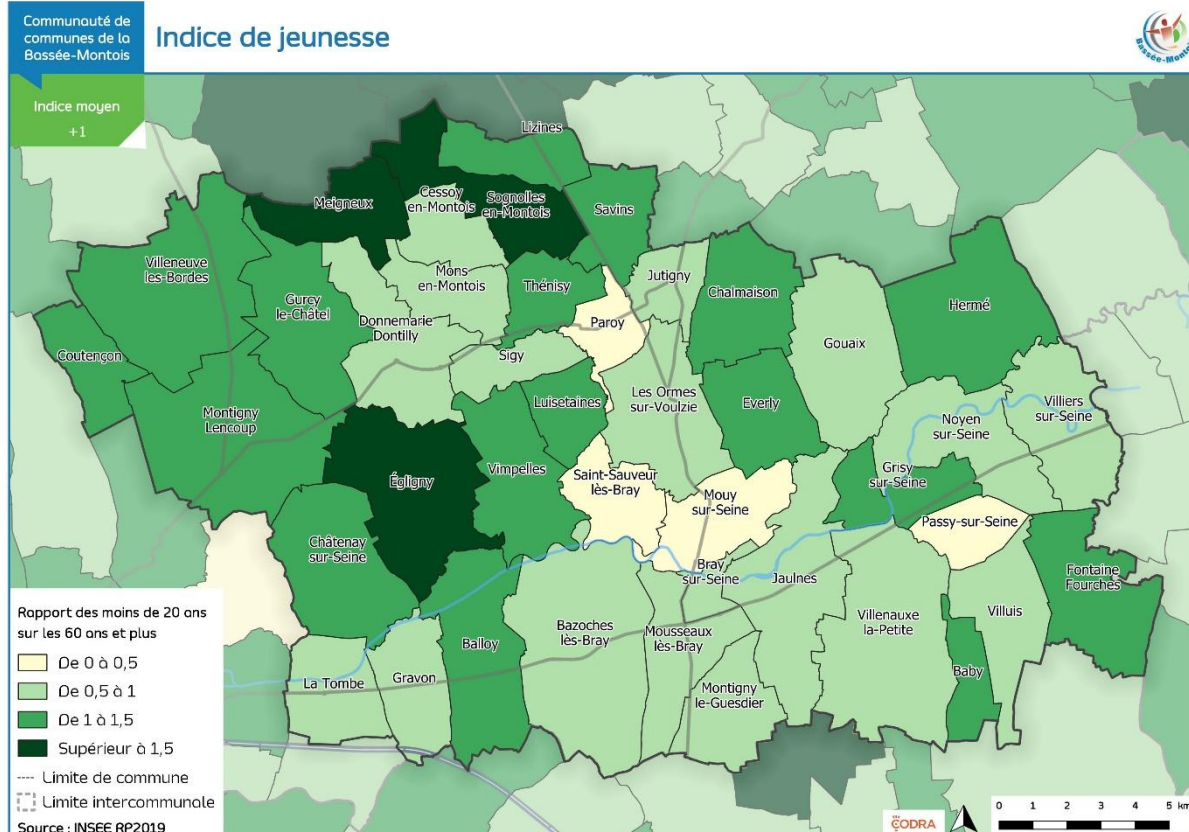 Communauté de
communes de la
Bassée-Montois
Indice de jeunesse
Bassée-Montois
Indice moyen
+1
Lizines
Meigneux
Cessoy
en-Montois
Sognolles
en-Montois
Savins
Villeneuve
les-Bordes
Gurcy
le-Châtel
Mons
en-Montois
Thénisy
Jutigny
Chalmaison
Hermé
Donnemarie
Dontilly
Paroy
Gouaix
Coutençon
Sigy
Montigny
Lencoup
Luisetaines
Les Ormes
sur-Voulzie
Everly
Noyen
sur-Seine
Villiers
sur-Seine
Égligny
Vimpelles
Saint-Sauveur
lès-Bray
Mouy
sur-Seine
Grisy
sur-Seine
Passy-sur-Seine
Châtenay
sur-Seine
Bray
sur-Seine
Jaulnes
Fontaine
Fourches
Balloy
Bazoches
lès-Bray
Mousseaux
lès-Bray
Villenauxe
la-Petite
Villuis
La Tombe
Gravon
Montigny
le-Guesdier
Baby
Rapport des moins de 20 ans
sur les 60 ans et plus
De 0 à 0,5
De 0,5 à 1
De 1 à 1,5
Supérieur à 1,5
Limite de commune
Limite intercommunale
Source : INSEE RP2019
CODRA
0 1 2 3 4 5 km